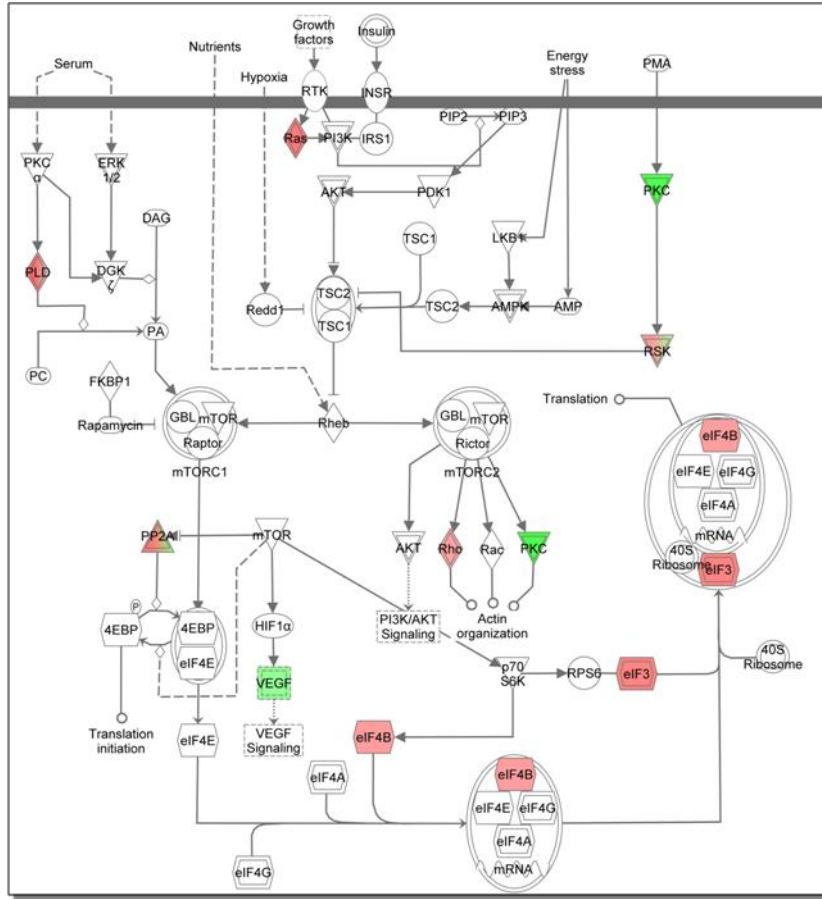 Growth
factors
Insulin
Nutrients
Serum
Hypoxia
Energy
stress
PMA
RTK
INSR
PIP2
PIP3
Ras
PI3K
IRS1
PKC
α
ERK
1/2
AKT
PDK1
PKC
DAG
TSC1
LKB1
PLD
DGK
ζ
TSC2
Redd1
TSC2
AMPK
AMP
TSC1
PA
RSK
PC
FKBP1
Translation
GBL
mTOR
Rheb
GBL
mTOR
Rapamycin
Raptor
Rictor
eIF4B
mTORC1
mTORC2
eIF4E
eIF4G
eIF4A
PP2A
mTOR
AKT
Rho
Rac
PKC
mRNA
40S
Ribosome
eIF3
P
4EBP
4EBP
HIF1α
PI3K/AKT
Signaling
Actin
organization
eIF4E
p70
S6K
RPS6
eIF3
40S
Ribosome
VEGF
Translation
initiation
eIF4E
VEGF
Signaling
eIF4B
eIF4A
eIF4B
eIF4E
eIF4G
eIF4A
eIF4G
mRNA